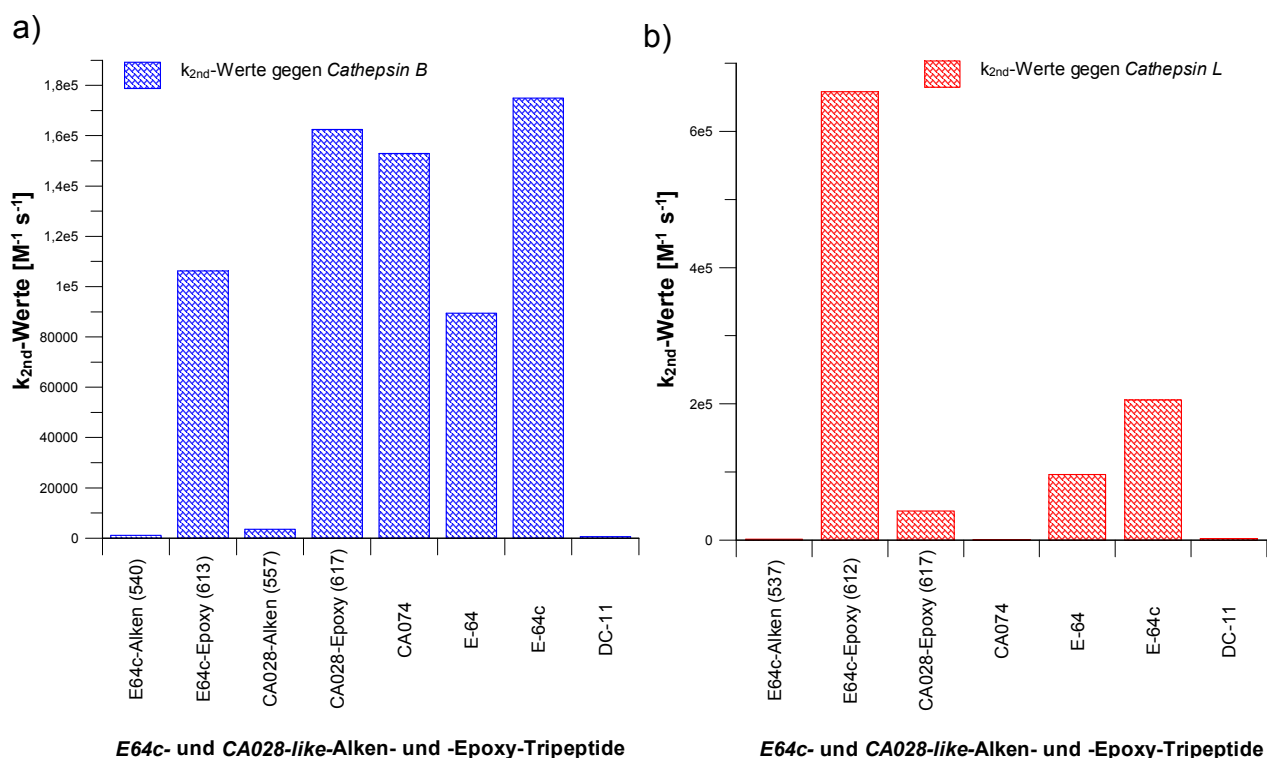 a)
k2nd-Werte gegen Cathepsin B
1,8e5
1,6e5
1,4e5
1,2e5
1e5
80000
60000
40000
20000
0
k2nd-Werte [M-1 s-1]
E64c-Alken (540)
E64c-Epoxy (613)
CA028-Alken (557)
CA028-Epoxy (617)
CA074
E-64
E-64c
DC-11
E64c- und CA028-like-Alken- und -Epoxy-Tripeptide
b)
k2nd-Werte gegen Cathepsin L
6e5
4e5
2e5
0
k2nd-Werte [M-1 s-1]
E64c-Alken (537)
E64c-Epoxy (612)
CA028-Epoxy (617)
CA074
E-64
E-64c
DC-11
E64c- und CA028-like-Alken- und -Epoxy-Tripeptide